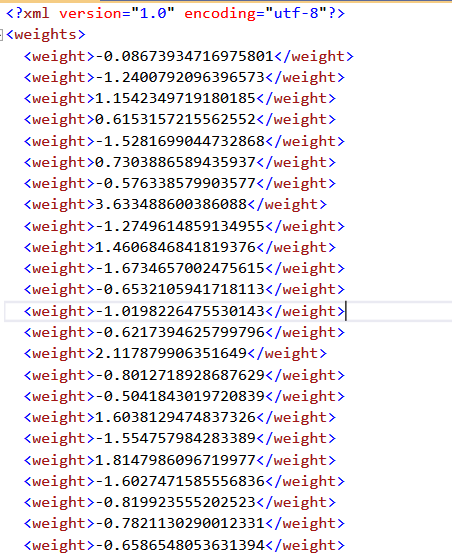 <?xml version="1.0" encoding="utf-8"?>
<weights>
<weight>-0.08673934716975801</weight>
<weight>-1.2400792096396573</weight>
<weight>1.1542349719180185</weight>
<weight>0.6153157215562552</weight>
<weight>-1.5281699044732868</weight>
<weight>0.7303886589435937</weight>
<weight>-0.576338579903577</weight>
<weight>3.633488600386088</weight>
<weight>-1.2749614859134955</weight>
<weight>1.4606846841819376</weight>
<weight>-1.6734657002475615</weight>
<weight>-0.6532105941718113</weight>
<weight>-1.0198226475530143</weight>
<weight>-0.6217394625799796</weight>
<weight>2.117879906351649</weight>
<weight>-0.8012718928687629</weight>
<weight>-0.5041843019720839</weight>
<weight>1.6038129474837326</weight>
<weight>-1.554757984283389</weight>
<weight>1.8147986096719977</weight>
<weight>-1.6027471585556836</weight>
<weight>-0.819923555202523</weight>
<weight>-0.7821130290012331</weight>
<weight>-0.6586548053631394</weight>